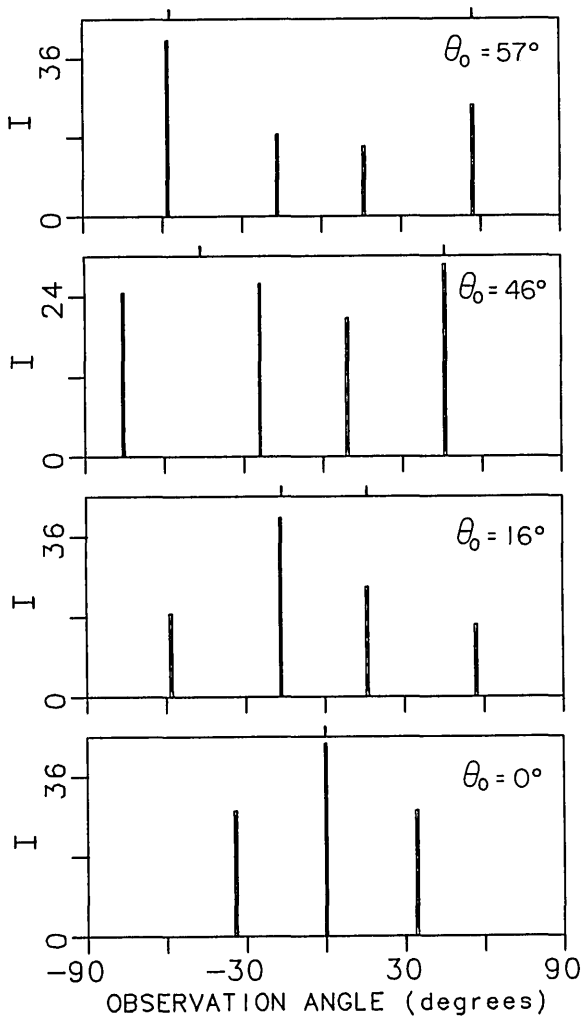 θ₀ = 57°
36
I
0
θ₀ = 46°
24
I
0
θ₀ = 16°
36
I
0
θ₀ = 0°
36
I
0
-90 -30 30 90
OBSERVATION ANGLE (degrees)